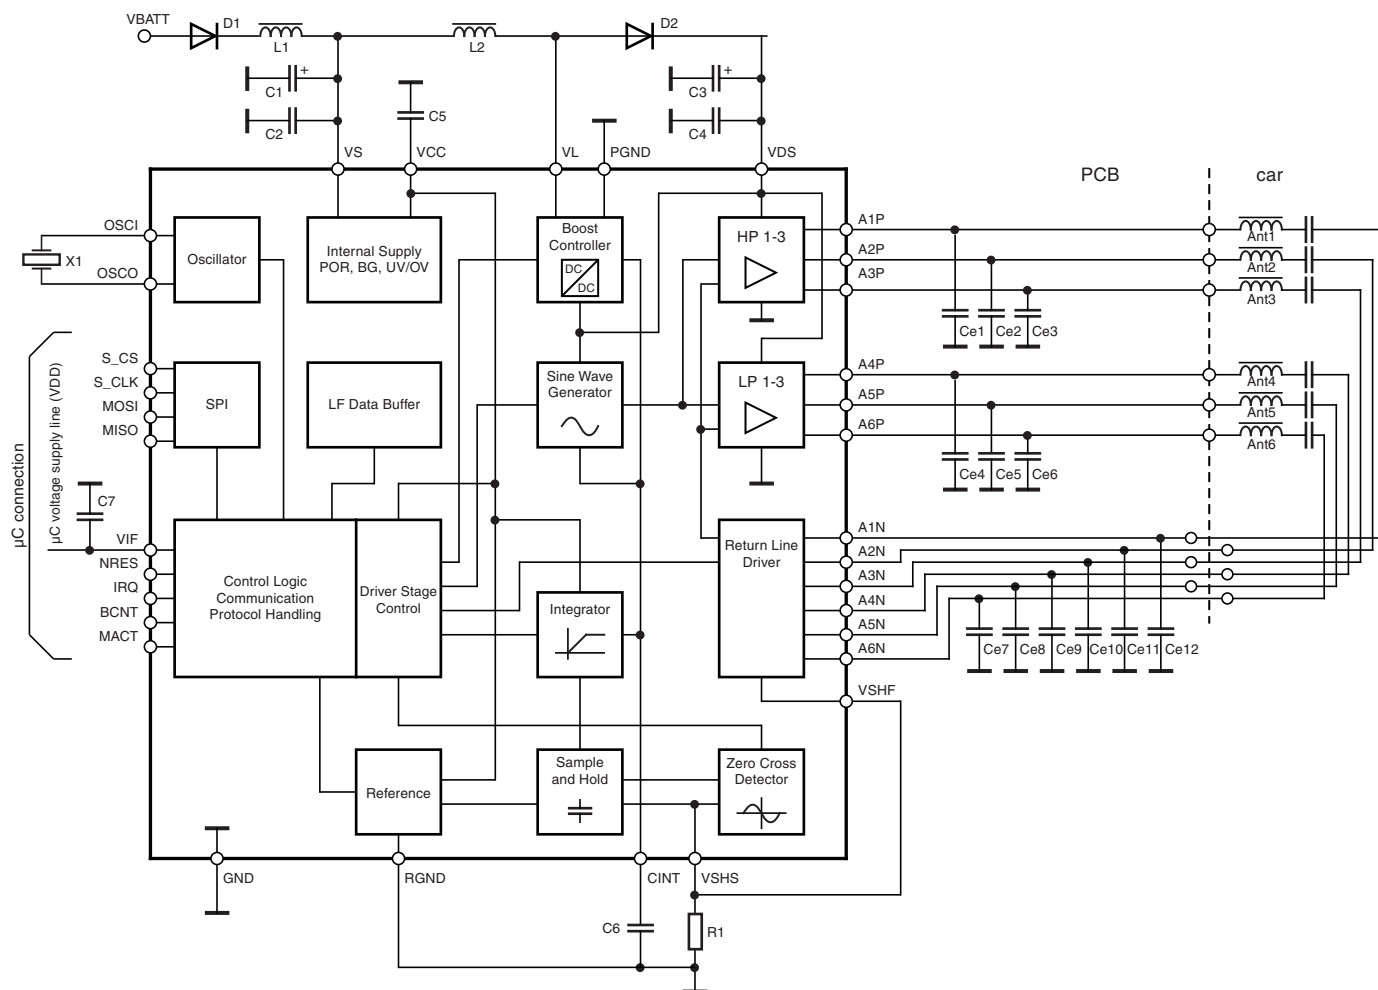 VBATT
D1
L1
L2
D2
C1
C2
C3
C4
C5
VS
VCC
VL
PGND
VDS
PCB
car
OSCI
OSCO
X1
Oscillator
Internal Supply
POR, BG, UV/OV
Boost
Controller
DC
DC
HP 1-3
A1P
A2P
A3P
Ant1
Ant2
Ant3
Ce1
Ce2
Ce3
µC connection
µC voltage supply line (VDD)
S_CS
S_CLK
MOSI
MISO
SPI
LF Data Buffer
Sine Wave
Generator
LP 1-3
A4P
A5P
A6P
Ant4
Ant5
Ant6
Ce4
Ce5
Ce6
C7
VIF
NRES
IRQ
BCNT
MACT
Control Logic
Communication
Protocol Handling
Driver Stage
Control
Integrator
Return Line
Driver
A1N
A2N
A3N
A4N
A5N
A6N
Ce7
Ce8
Ce9
Ce10
Ce11
Ce12
VSHF
Reference
Sample
and Hold
Zero Cross
Detector
GND
RGND
CINT
VSHS
C6
R1